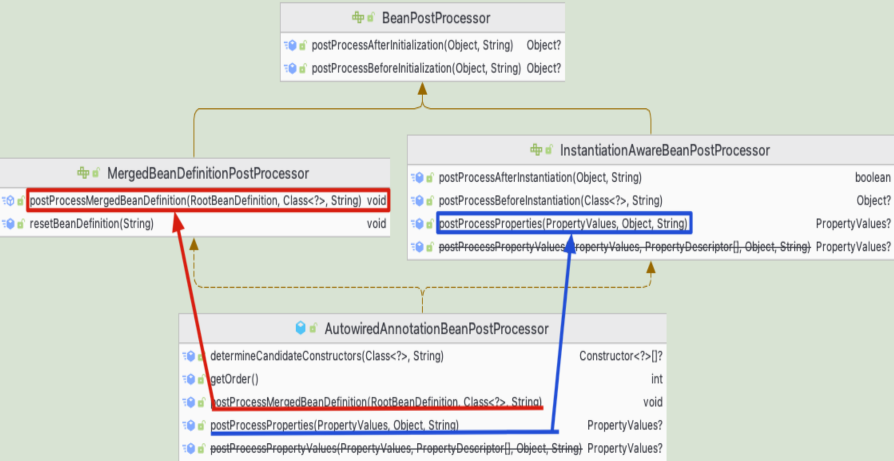 BeanPostProcessor
postProcessAfterInitialization(Object, String) Object?
postProcessBeforeInitialization(Object, String) Object?
MergedBeanDefinitionPostProcessor
postProcessMergedBeanDefinition(RootBeanDefinition, Class<?>, String) void
resetBeanDefinition(String) void
InstantiationAwareBeanPostProcessor
postProcessAfterInstantiation(Object, String) boolean
postProcessBeforeInstantiation(Class<?>, String) Object?
postProcessProperties(PropertyValues, Object, String) PropertyValues?
postProcessPropertyValues(PropertyValues, PropertyDescriptor[], Object, String) PropertyValues?
AutowiredAnnotationBeanPostProcessor
determineCandidateConstructors(Class<?>, String) Constructor<?>[]?
getOrder() int
postProcessMergedBeanDefinition(RootBeanDefinition, Class<?>, String) void
postProcessProperties(PropertyValues, Object, String) PropertyValues?
postProcessPropertyValues(PropertyValues, PropertyDescriptor[], Object, String) PropertyValues?